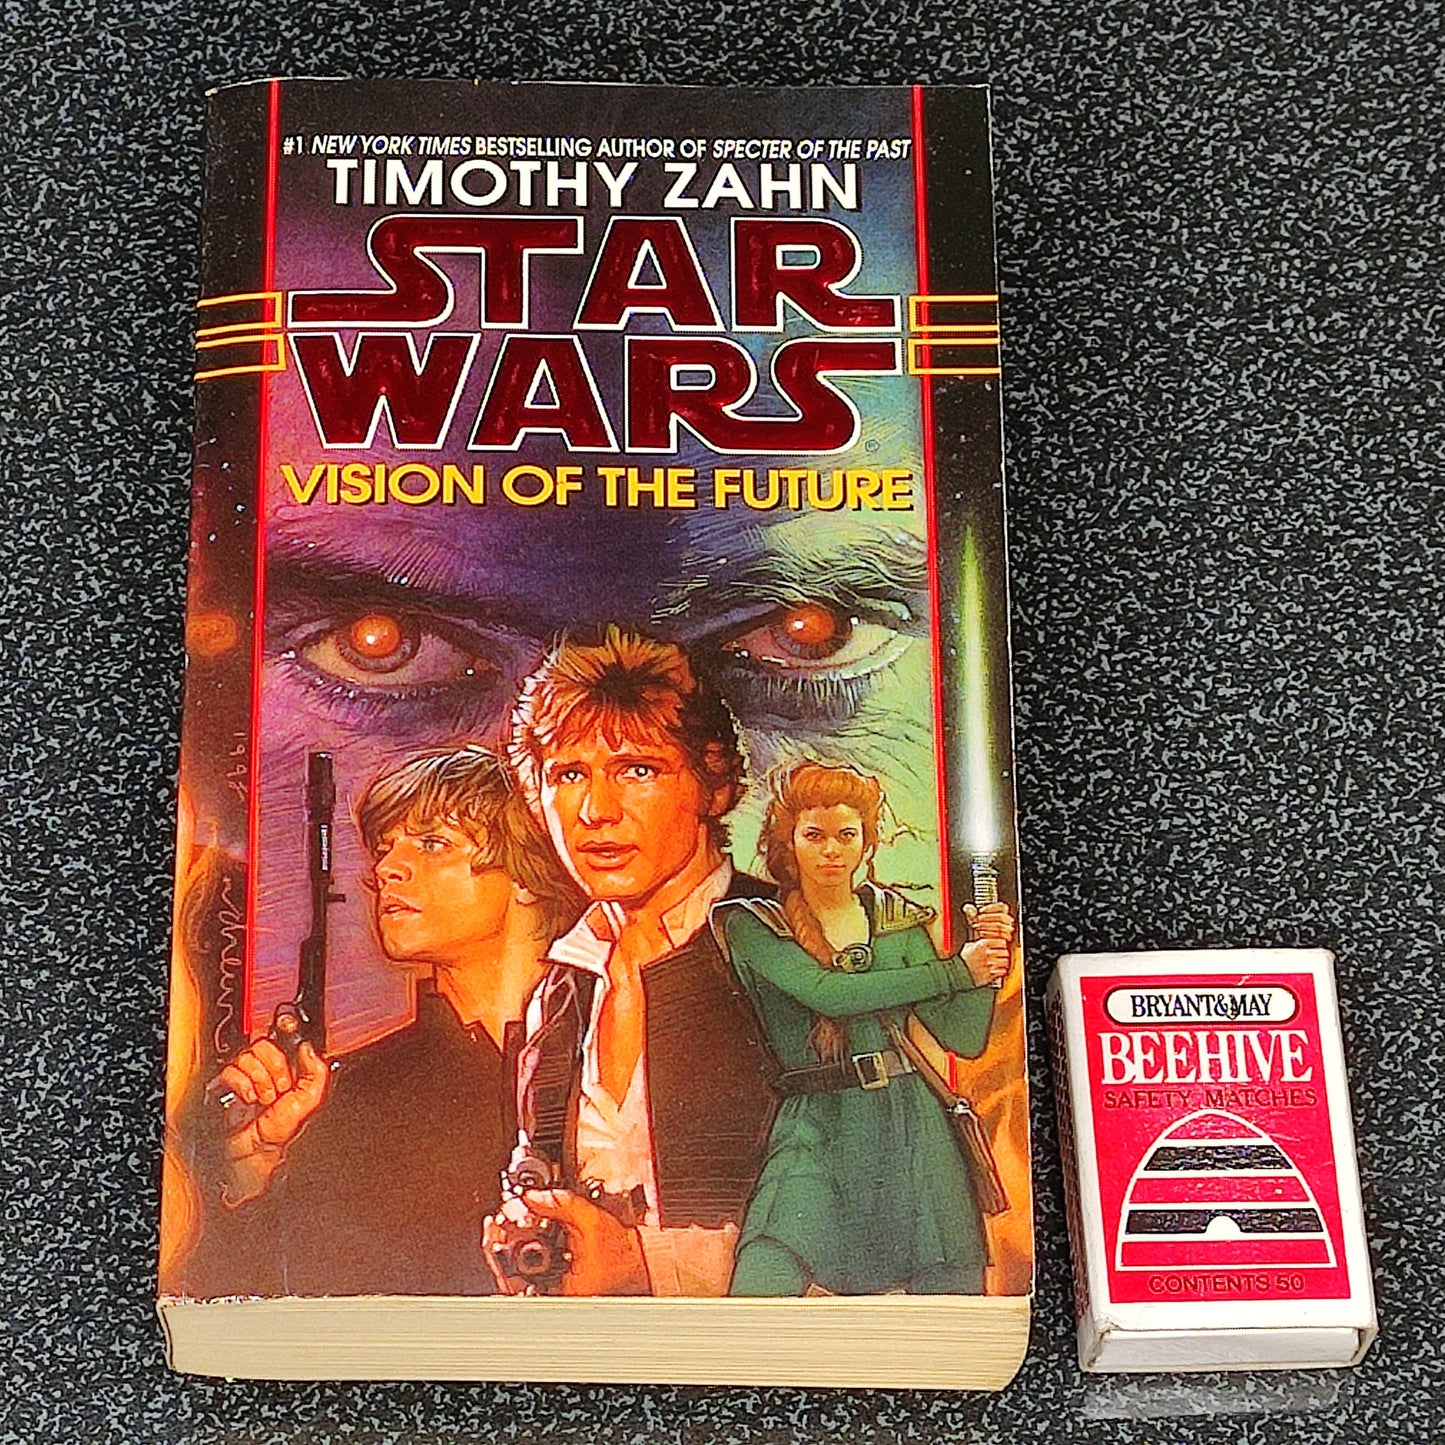 #1 NEW YORK TIMES BESTSELLING AUTHOR OF SPECTER OF THE PAST
TIMOTHY ZAHN
STAR
WARS®
VISION OF THE FUTURE
BRYANT&MAY
BEEHIVE
SAFETY MATCHES
CONTENTS 50